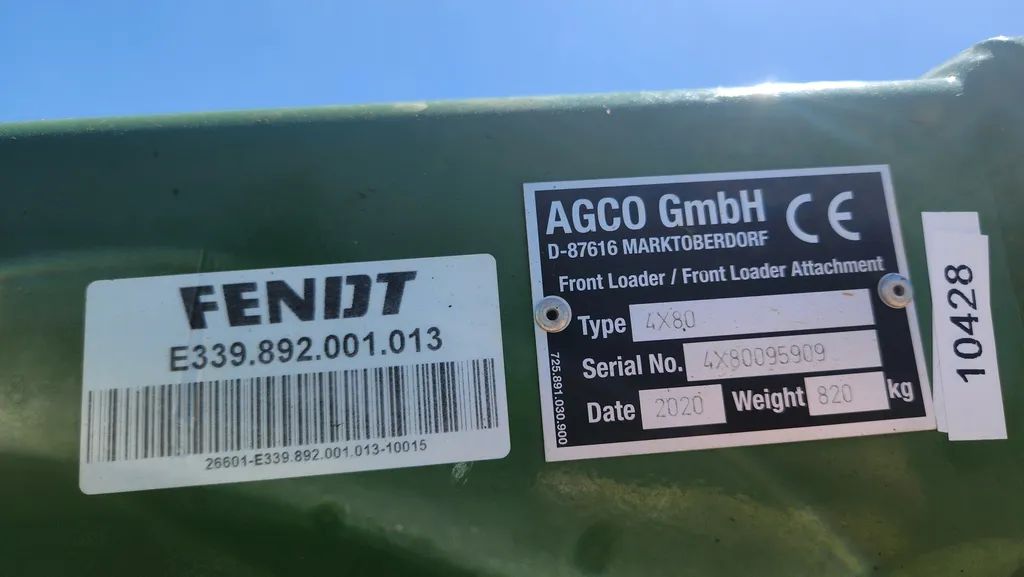 FENDT
E339.892.001.013
26601-E339.892.001.013-10015
AGCO GmbH CE
D-87616 MARKTOBERDORF
Front Loader / Front Loader Attachment
Type 4X80
Serial No. 4X80095909
Date 2020 Weight 820 kg
725.891.030.900
10428